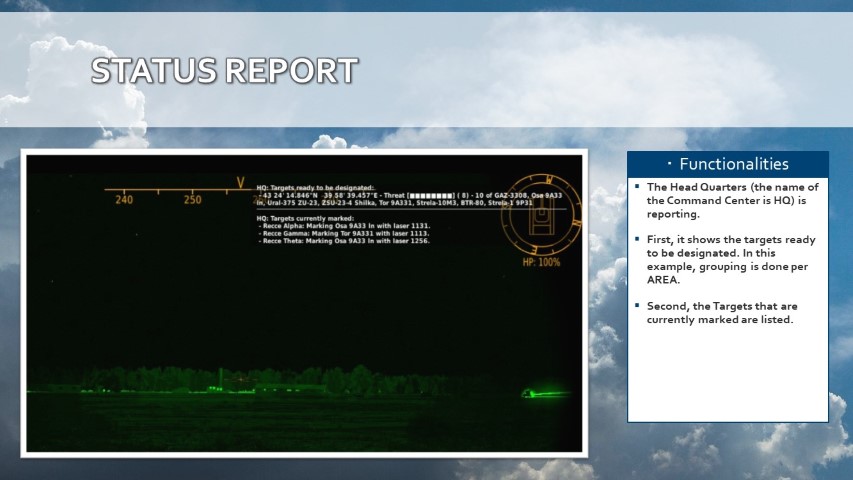 STATUS REPORT
HQ: Targets ready to be designated:
- 43 24' 14.846"N 39 58' 39.457"E - Threat [■■■■■■■■] ( 8) - 10 of GAZ-3308, Osa 9A33
ln, Ural-375 ZU-23, ZSU-23-4 Shilka, Tor 9A331, Strela-10M3, BTR-80, Strela-1 9P31
HQ: Targets currently marked:
- Recce Alpha: Marking Osa 9A33 ln with laser 1131.
- Recce Gamma: Marking Tor 9A331 with laser 1113.
- Recce Theta: Marking Osa 9A33 ln with laser 1256.
V
240 250
W
N
E
HP: 100%
· Functionalities
▪ The Head Quarters (the name of
the Command Center is HQ) is
reporting.
▪ First, it shows the targets ready
to be designated. In this
example, grouping is done per
AREA.
▪ Second, the Targets that are
currently marked are listed.